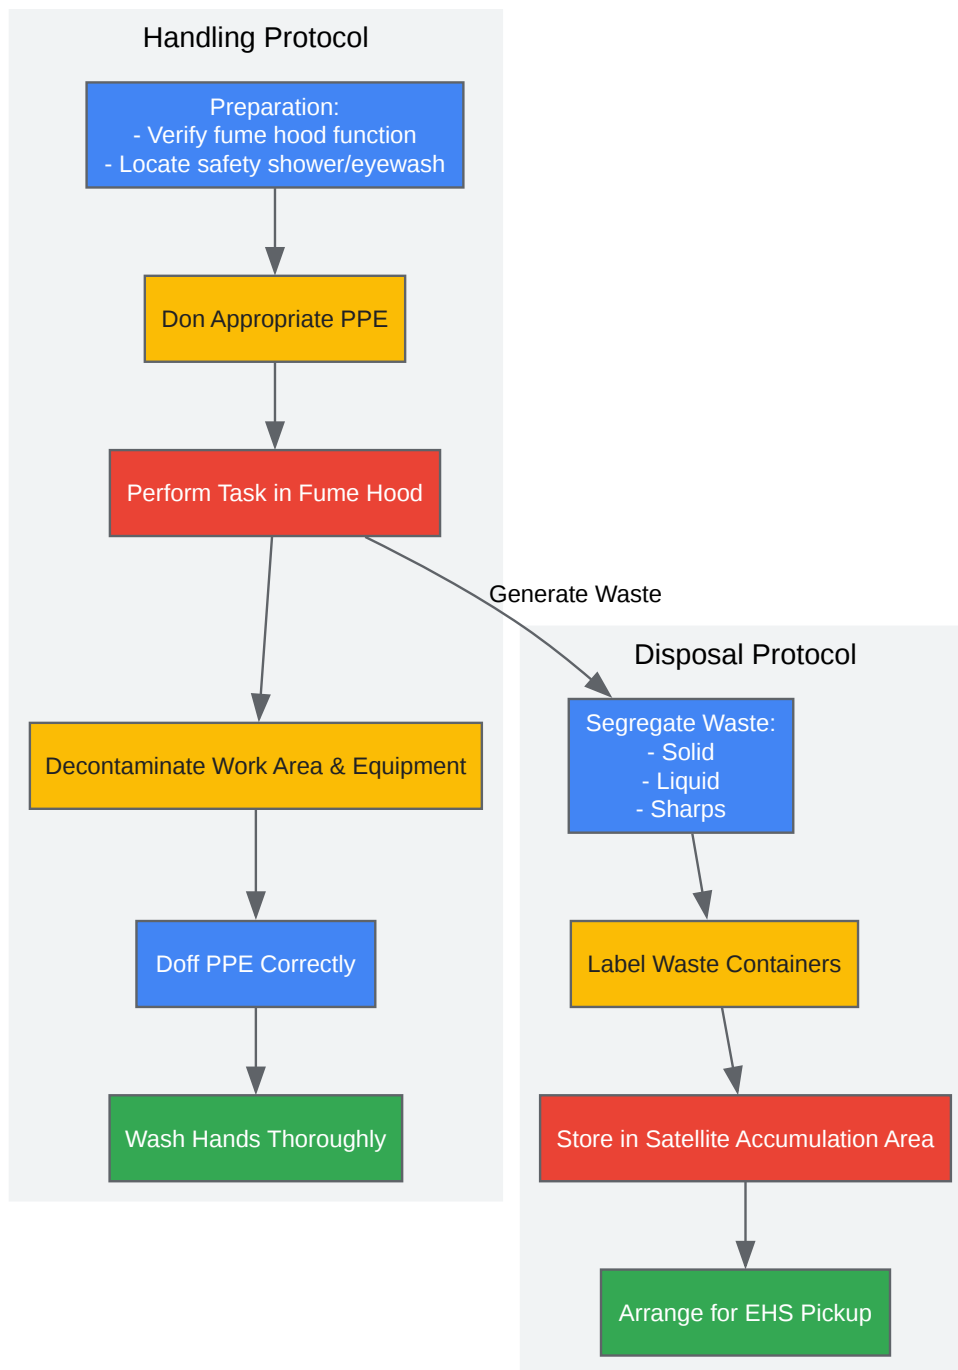 Handling Protocol
Preparation:
- Verify fume hood function
- Locate safety shower/eyewash
Don Appropriate PPE
Perform Task in Fume Hood
Generate Waste
Decontaminate Work Area & Equipment
Doff PPE Correctly
Wash Hands Thoroughly
Disposal Protocol
Segregate Waste:
- Solid
- Liquid
- Sharps
Label Waste Containers
Store in Satellite Accumulation Area
Arrange for EHS Pickup